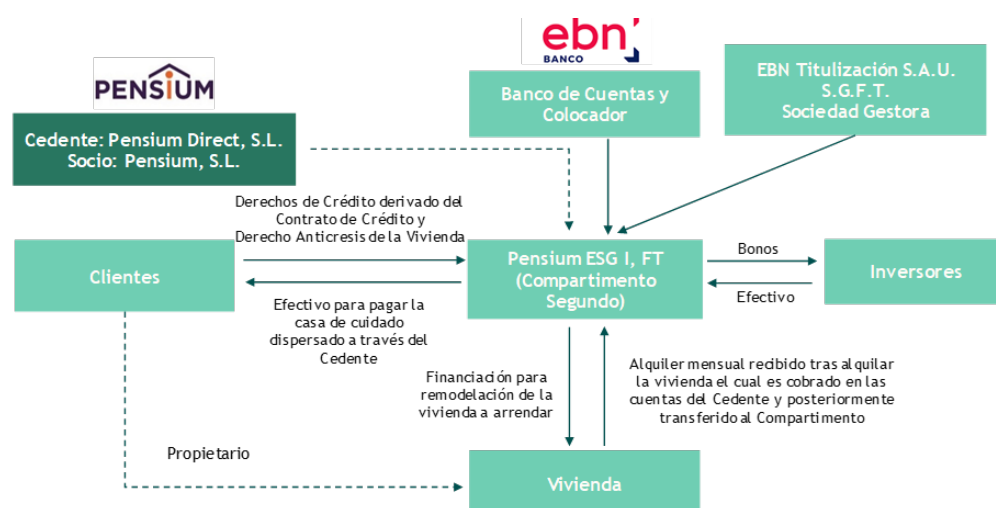 PENSIUM
ebn
BANCO
Cedente: Pensium Direct, S.L.
Socio: Pensium, S.L.
Banco de Cuentas y
Colocador
EBN Titulización S.A.U.
S.G.F.T.
Sociedad Gestora
Derechos de Crédito derivado del
Contrato de Crédito y
Derecho Anticresis de la Vivienda
Clientes
Pensium ESG I, FT
(Compartimento
Segundo)
Bonos
Efectivo
Inversores
Efectivo para pagar la
casa de cuidado
dispersado a través del
Cedente
Financiación para
remodelación de la
vivienda a arrendar
Alquiler mensual recibido tras alquilar
la vivienda el cual es cobrado en las
cuentas del Cedente y posteriormente
transferido al Compartimento
Propietario
Vivienda